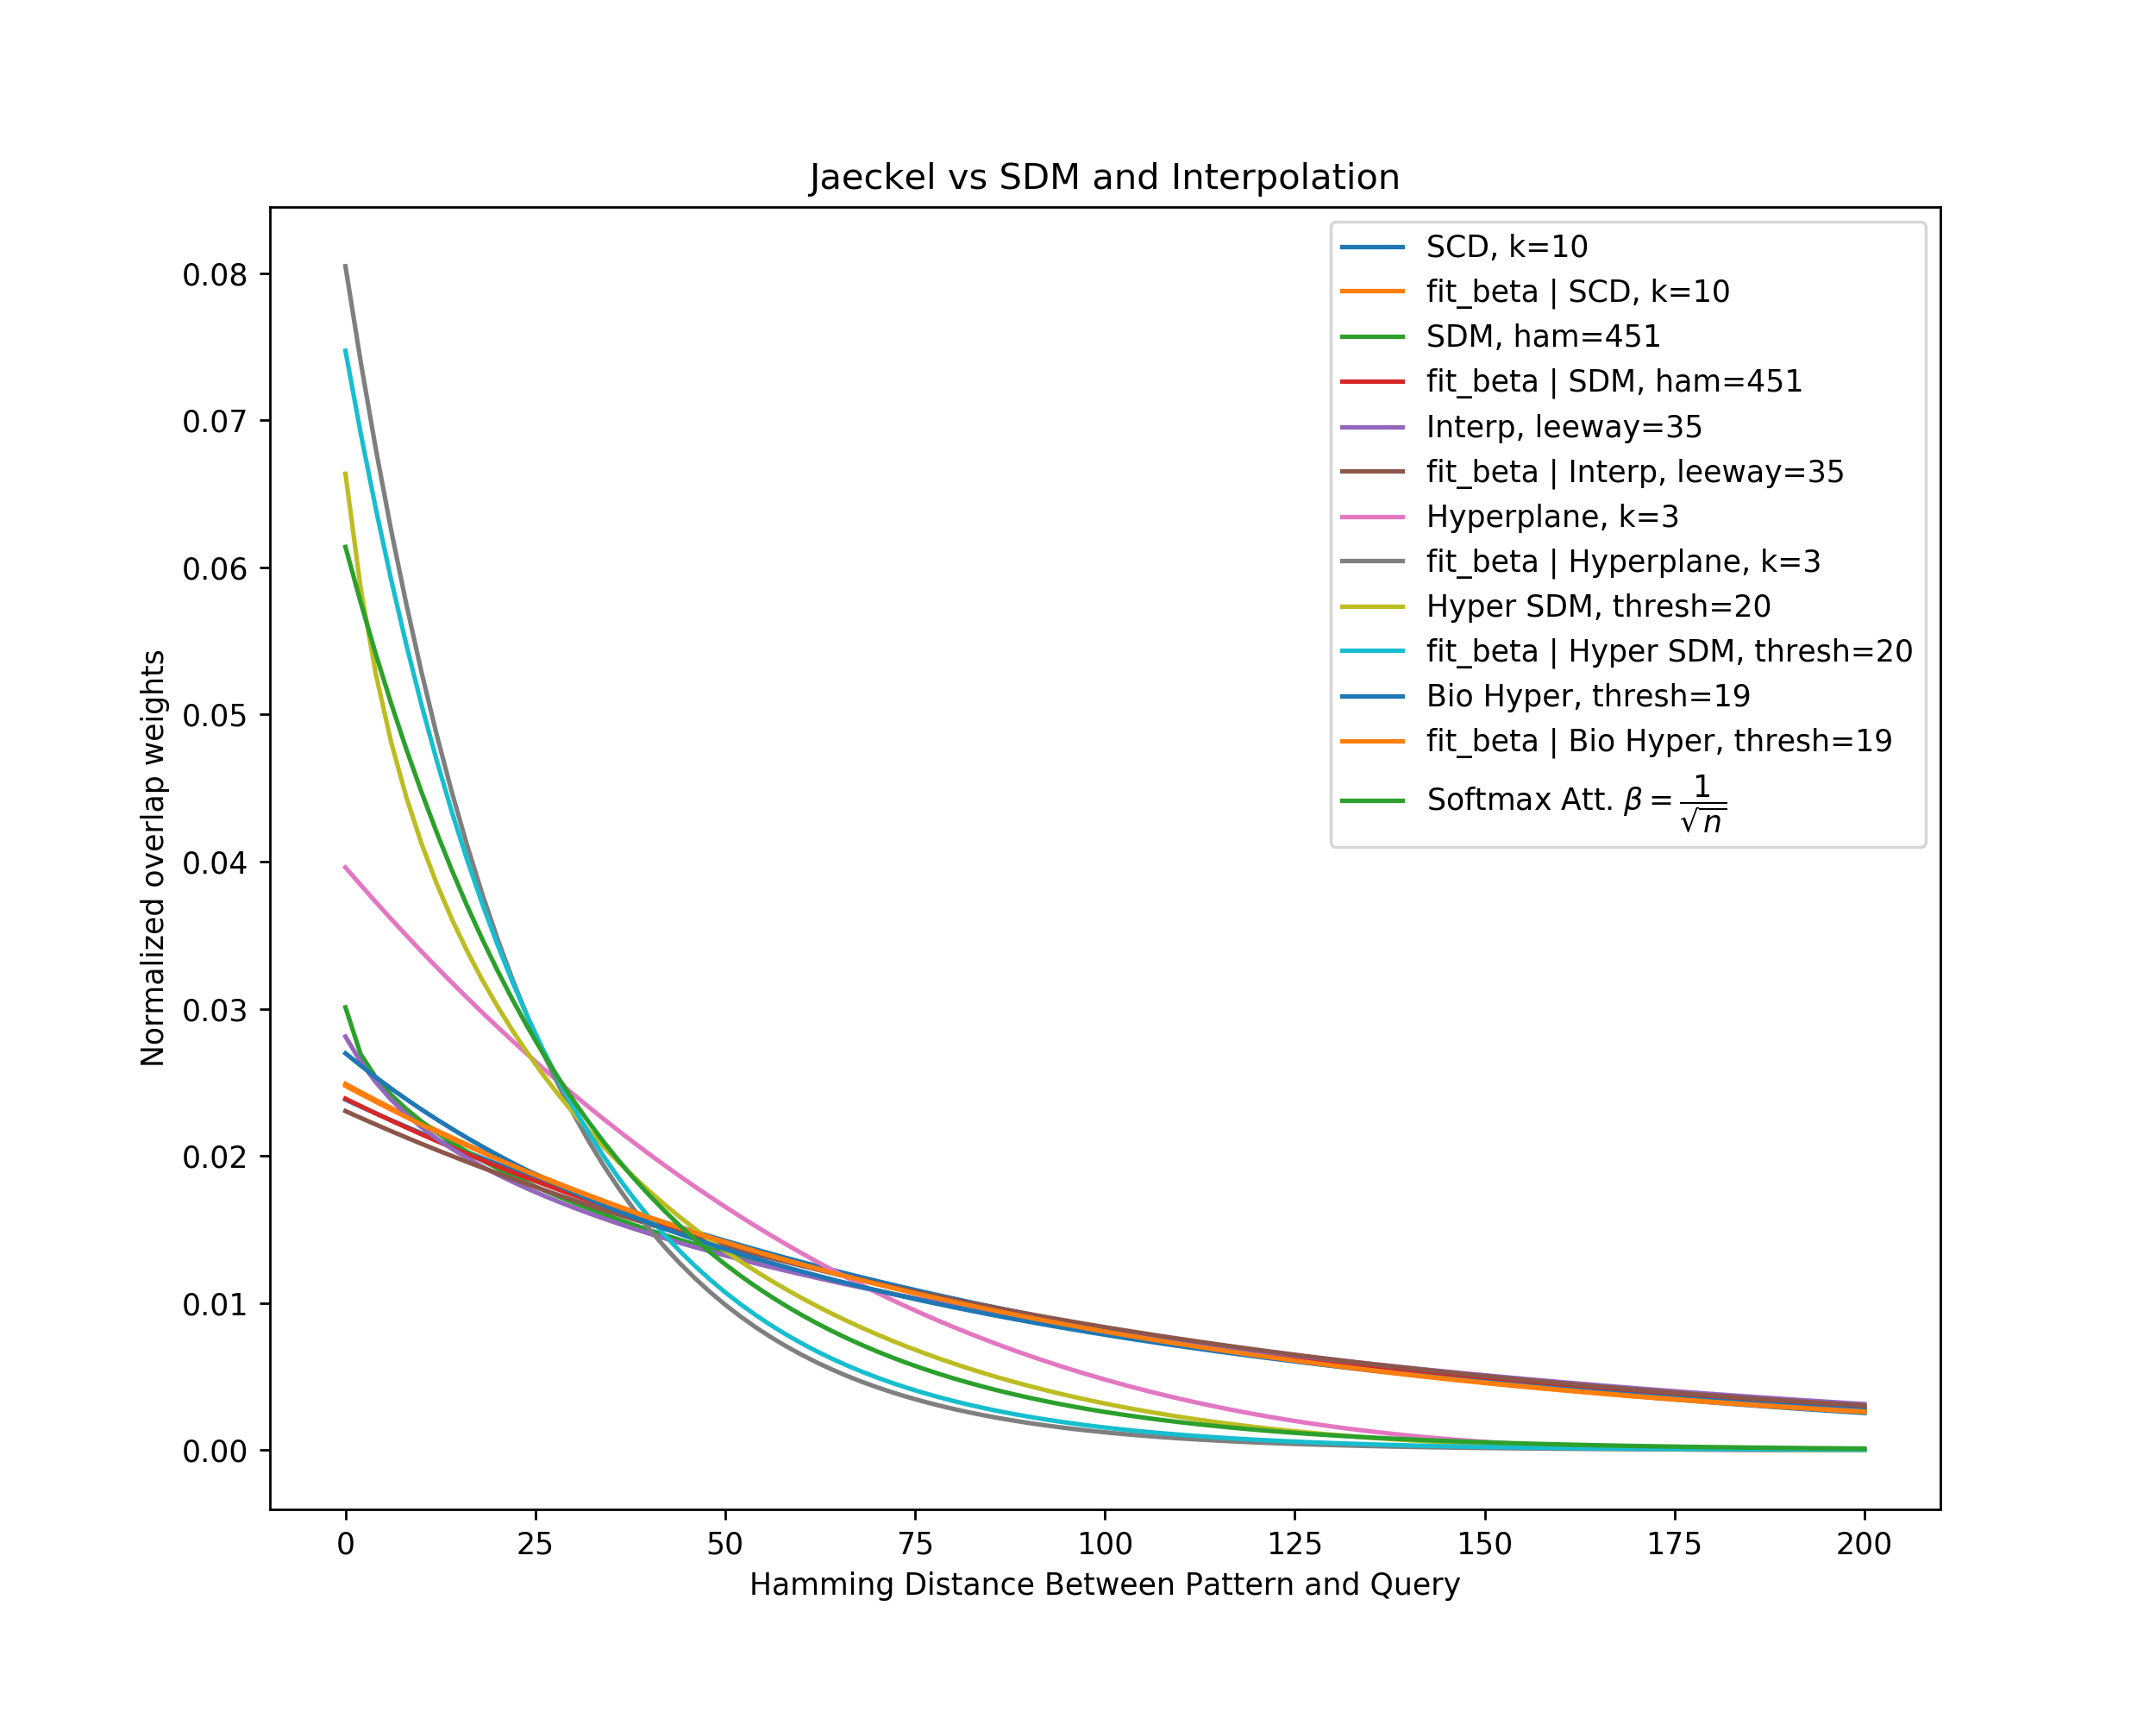 Jaeckel vs SDM and Interpolation
SCD, k=10
fit_beta | SCD, k=10
SDM, ham=451
fit_beta | SDM, ham=451
Interp, leeway=35
fit_beta | Interp, leeway=35
Hyperplane, k=3
fit_beta | Hyperplane, k=3
Hyper SDM, thresh=20
fit_beta | Hyper SDM, thresh=20
Bio Hyper, thresh=19
fit_beta | Bio Hyper, thresh=19
Softmax Att. β = 1/√n
Normalized overlap weights
0.08
0.07
0.06
0.05
0.04
0.03
0.02
0.01
0.00
0 25 50 75 100 125 150 175 200
Hamming Distance Between Pattern and Query